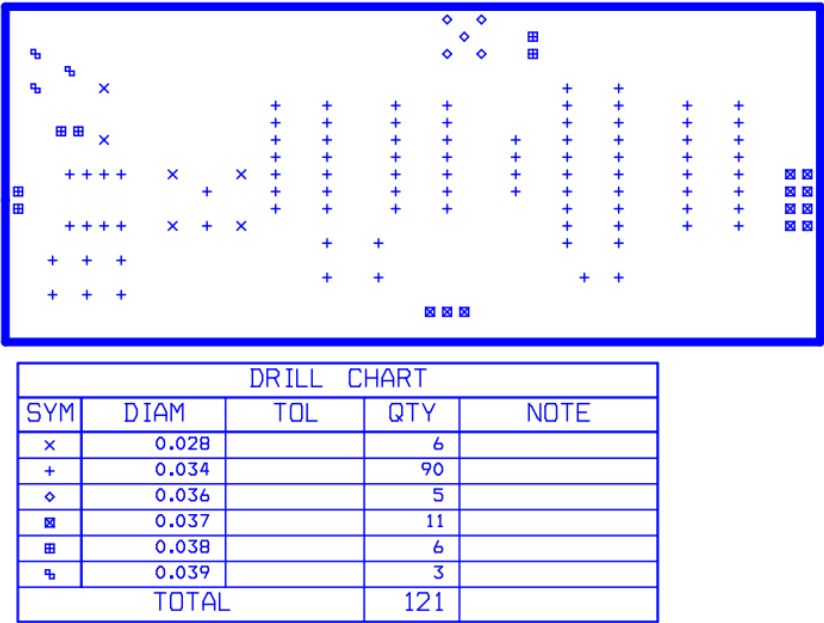 DRILL CHART
SYM DIAM TOL QTY NOTE
0.028 6
0.034 90
0.036 5
0.037 11
0.038 6
0.039 3
TOTAL 121